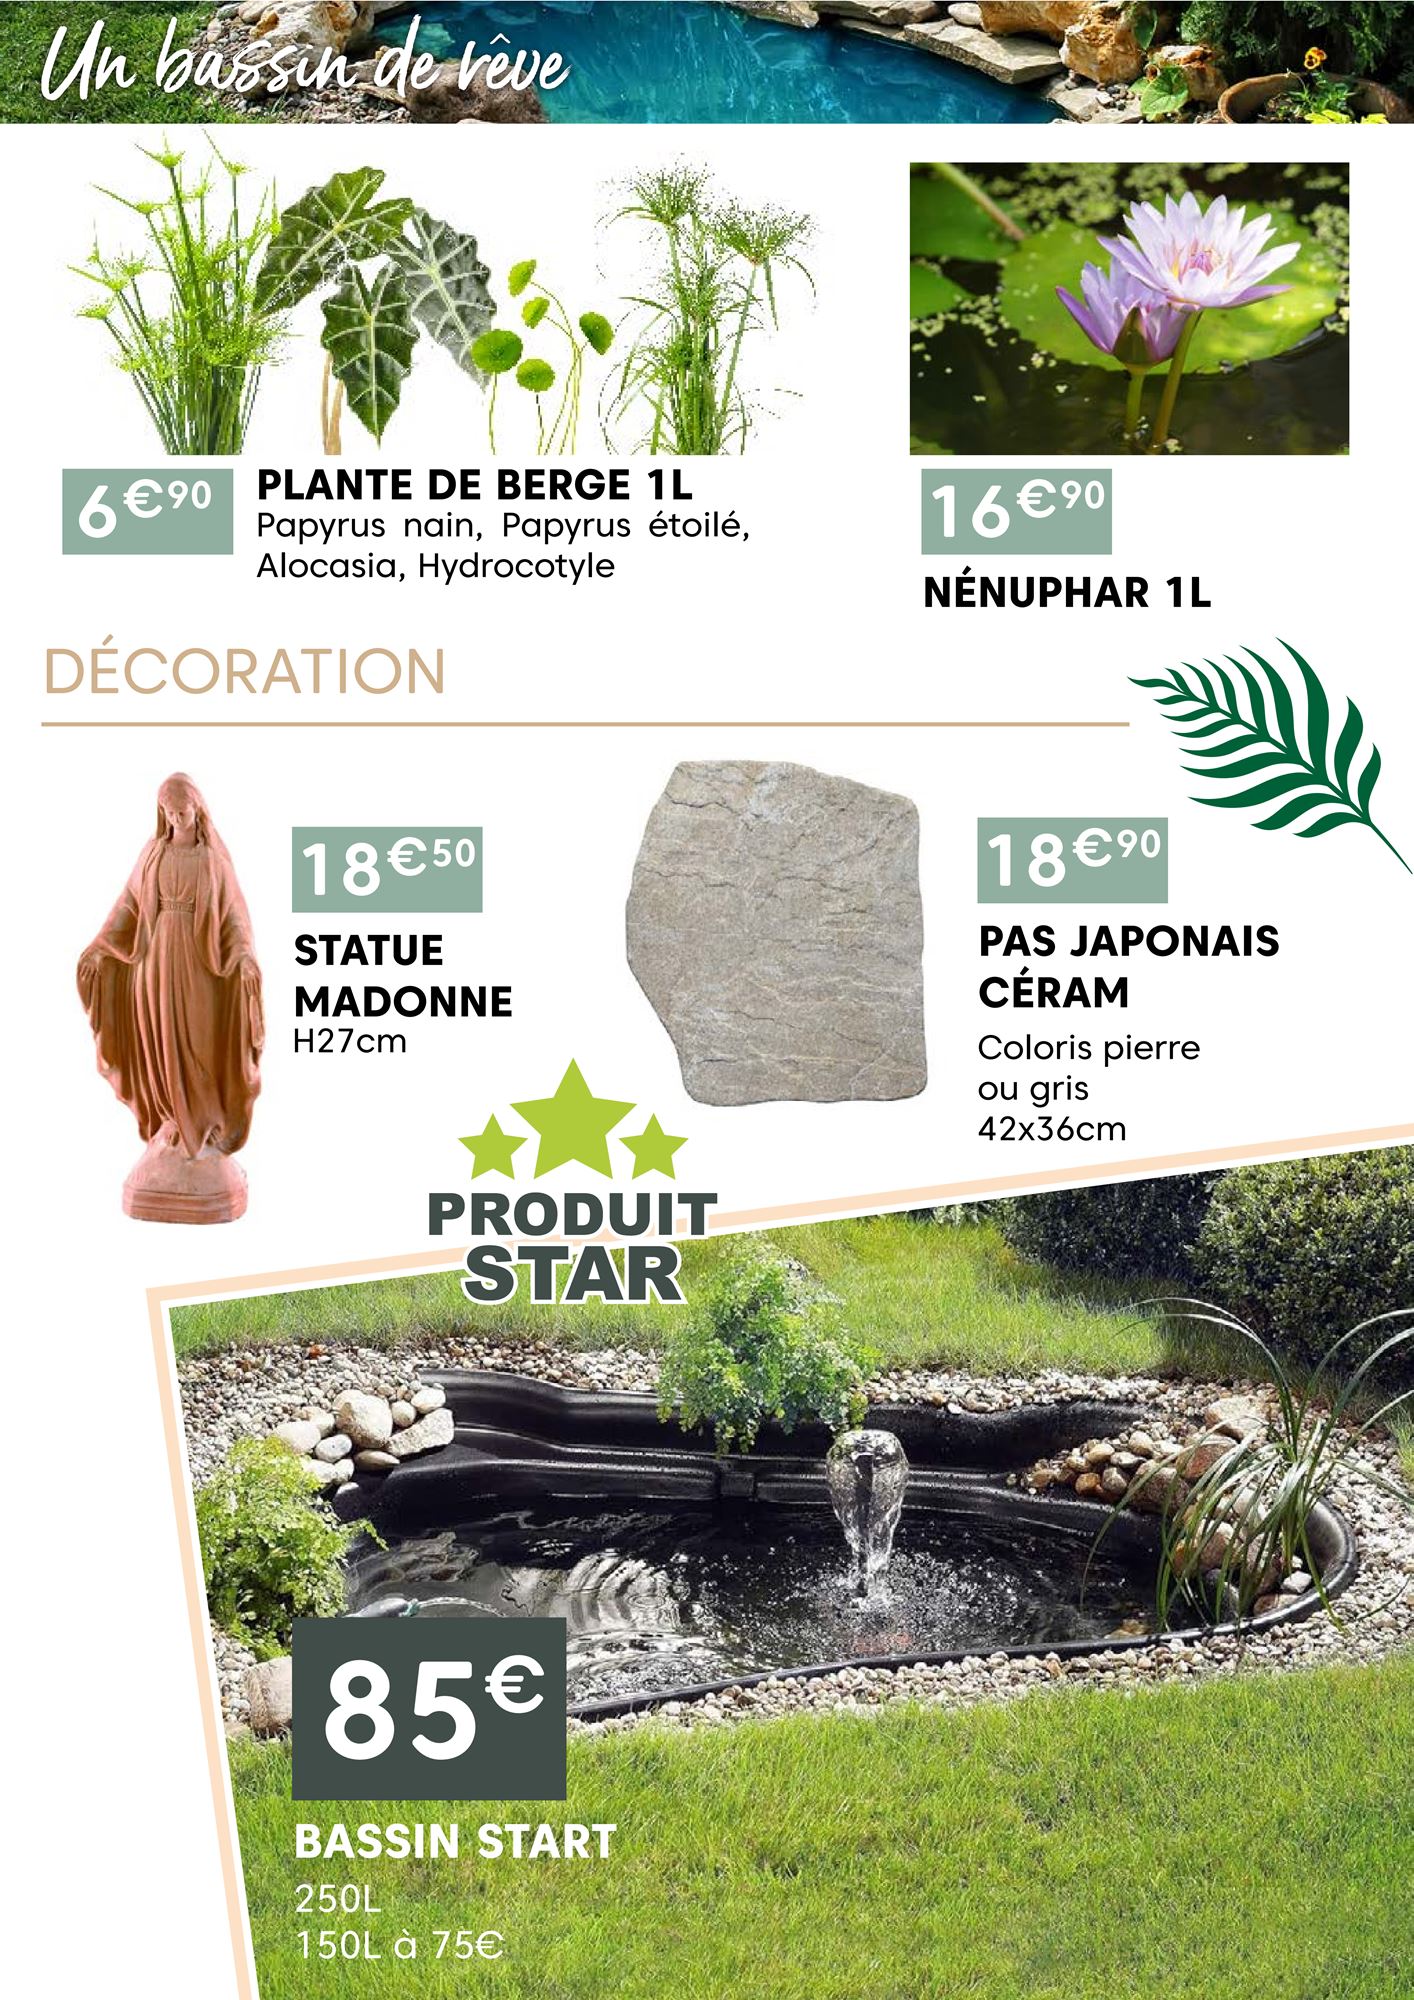 Un bassin de rêve
6€90
PLANTE DE BERGE 1L
Papyrus nain, Papyrus étoilé,
Alocasia, Hydrocotyle
16€90
NÉNUPHAR 1L
DÉCORATION
18€50
STATUE
MADONNE
H27cm
18€90
PAS JAPONAIS
CÉRAM
Coloris pierre
ou gris
42x36cm
PRODUIT
STAR
85€
BASSIN START
250L
150L à 75€